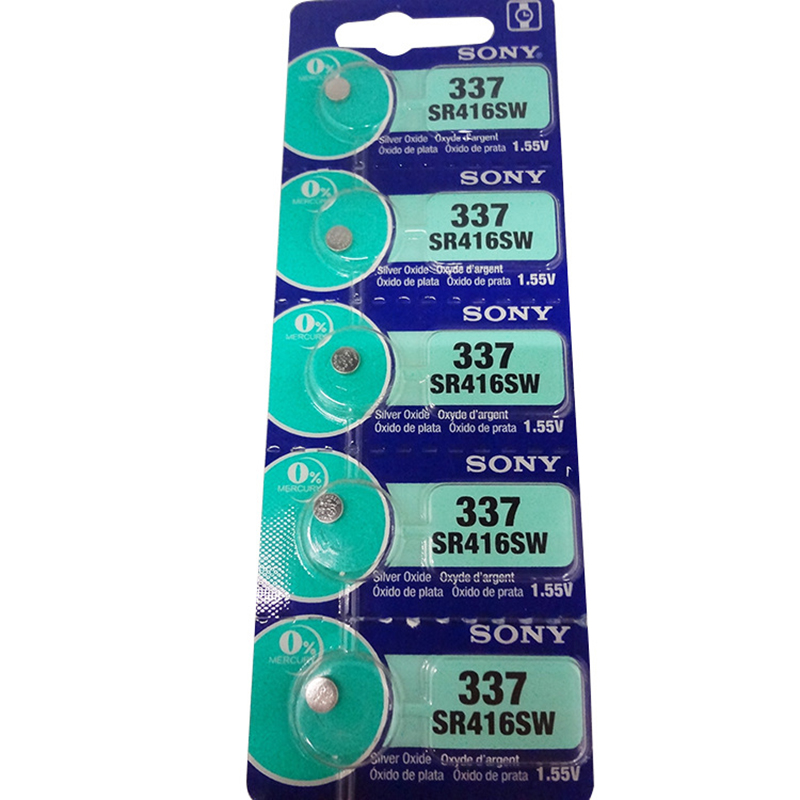 SONY
0%
MERCURY
337
SR416SW
Silver Oxide Oxyde d'argent
Óxido de plata Óxido de prata 1.55V
SONY
0%
MERCURY
337
SR416SW
Silver Oxide Oxyde d'argent
Óxido de plata Óxido de prata 1.55V
SONY
0%
MERCURY
337
SR416SW
Silver Oxide Oxyde d'argent
Óxido de plata Óxido de prata 1.55V
SONY
0%
MERCURY
337
SR416SW
Silver Oxide Oxyde d'argent
Óxido de plata Óxido de prata 1.55V
SONY
0%
MERCURY
337
SR416SW
Silver Oxide Oxyde d'argent
Óxido de plata Óxido de prata 1.55V